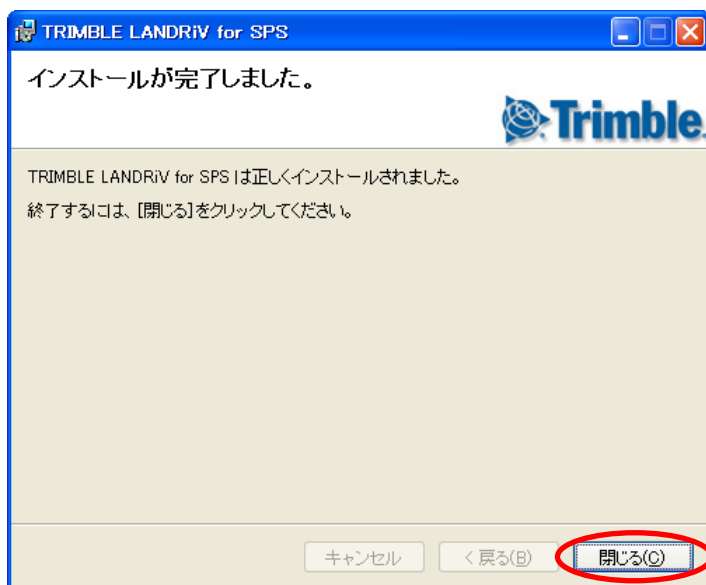 TRIMBLE LANDRiV for SPS
インストールが完了しました。
Trimble.
TRIMBLE LANDRiV for SPS は正しくインストールされました。
終了するには、[閉じる]をクリックしてください。
キャンセル
< 戻る(B)
閉じる(C)